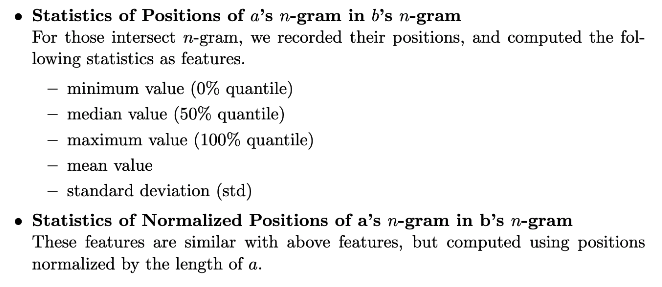 • Statistics of Positions of a's n-gram in b's n-gram
For those intersect n-gram, we recorded their positions, and computed the fol-
lowing statistics as features.
– minimum value (0% quantile)
– median value (50% quantile)
– maximum value (100% quantile)
– mean value
– standard deviation (std)
• Statistics of Normalized Positions of a's n-gram in b's n-gram
These features are similar with above features, but computed using positions
normalized by the length of a.